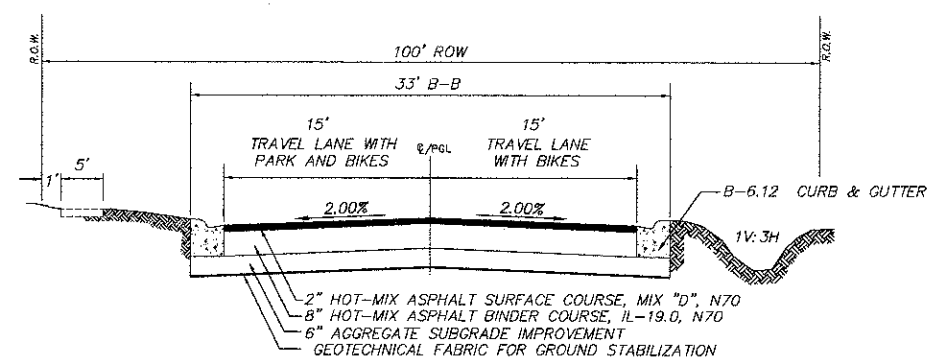 R.O.W.
R.O.W.
100' ROW
33' B-B
15'
TRAVEL LANE WITH
PARK AND BIKES
℄/PGL
15'
TRAVEL LANE
WITH BIKES
5'
1'
B-6.12 CURB & GUTTER
2.00%
2.00%
1V:3H
2" HOT-MIX ASPHALT SURFACE COURSE, MIX "D", N70
8" HOT-MIX ASPHALT BINDER COURSE, IL-19.0, N70
6" AGGREGATE SUBGRADE IMPROVEMENT
GEOTECHNICAL FABRIC FOR GROUND STABILIZATION